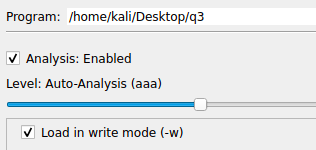 Program: /home/kali/Desktop/q3
Analysis: Enabled
Level: Auto-Analysis (aaa)
Load in write mode (-w)